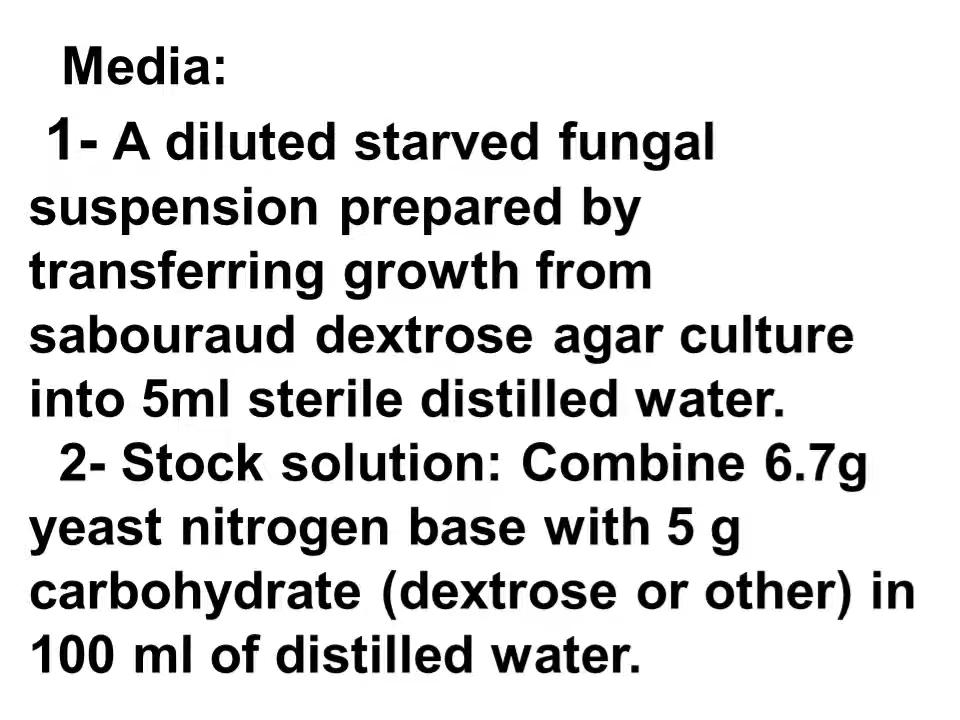 Media:
1- A diluted starved fungal
suspension prepared by
transferring growth from
sabouraud dextrose agar culture
into 5ml sterile distilled water.
2- Stock solution: Combine 6.7g
yeast nitrogen base with 5 g
carbohydrate (dextrose or other) in
100 ml of distilled water.